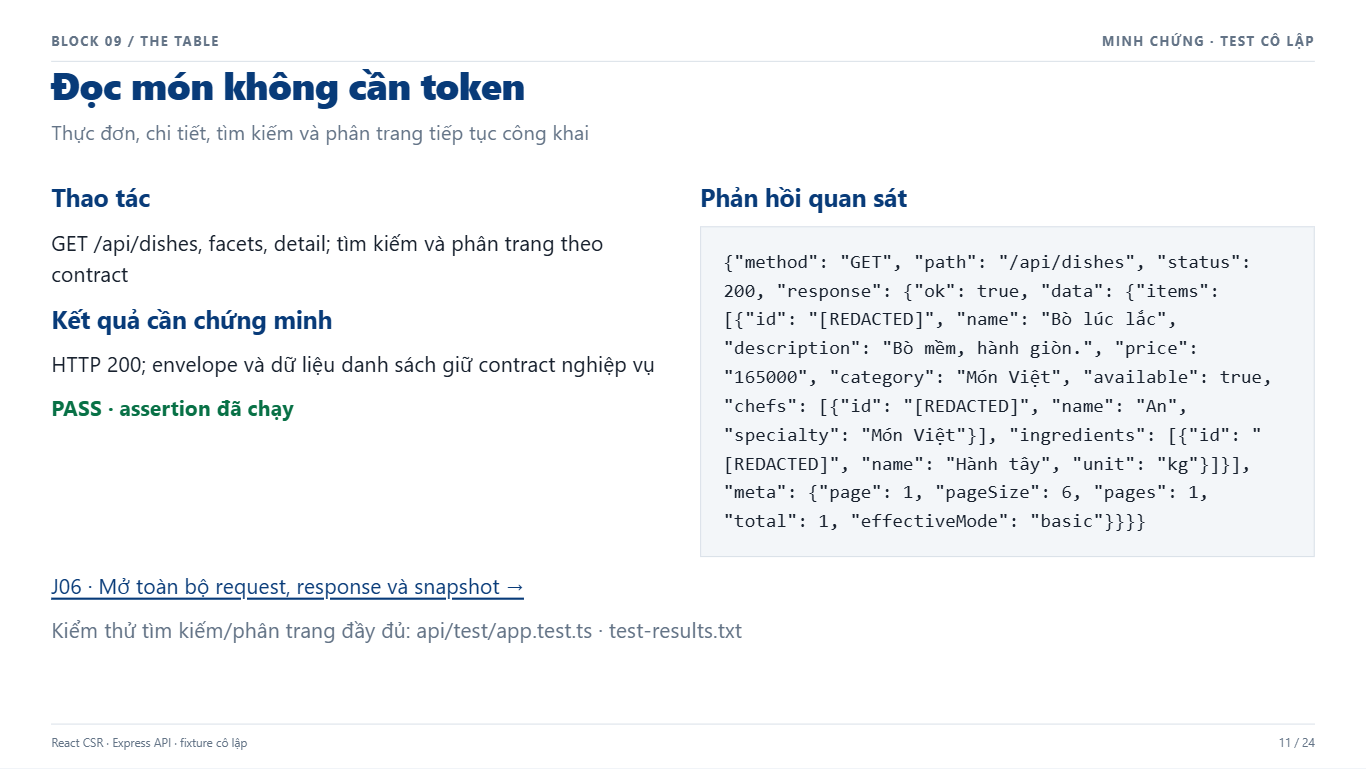 BLOCK 09 / THE TABLE
MINH CHỨNG · TEST CÔ LẬP
Đọc món không cần token
Thực đơn, chi tiết, tìm kiếm và phân trang tiếp tục công khai
Thao tác
GET /api/dishes, facets, detail; tìm kiếm và phân trang theo
contract
Kết quả cần chứng minh
HTTP 200; envelope và dữ liệu danh sách giữ contract nghiệp vụ
PASS · assertion đã chạy
Phản hồi quan sát
{"method": "GET", "path": "/api/dishes", "status":
200, "response": {"ok": true, "data": {"items":
[{"id": "[REDACTED]", "name": "Bò lúc lắc",
"description": "Bò mềm, hành giòn.", "price":
"165000", "category": "Món Việt", "available": true,
"chefs": [{"id": "[REDACTED]", "name": "An",
"specialty": "Món Việt"}], "ingredients": [{"id": "
[REDACTED]", "name": "Hành tây", "unit": "kg"}]}],
"meta": {"page": 1, "pageSize": 6, "pages": 1,
"total": 1, "effectiveMode": "basic"}}}}
J06 · Mở toàn bộ request, response và snapshot →
Kiểm thử tìm kiếm/phân trang đầy đủ: api/test/app.test.ts · test-results.txt
React CSR · Express API · fixture cô lập
11 / 24